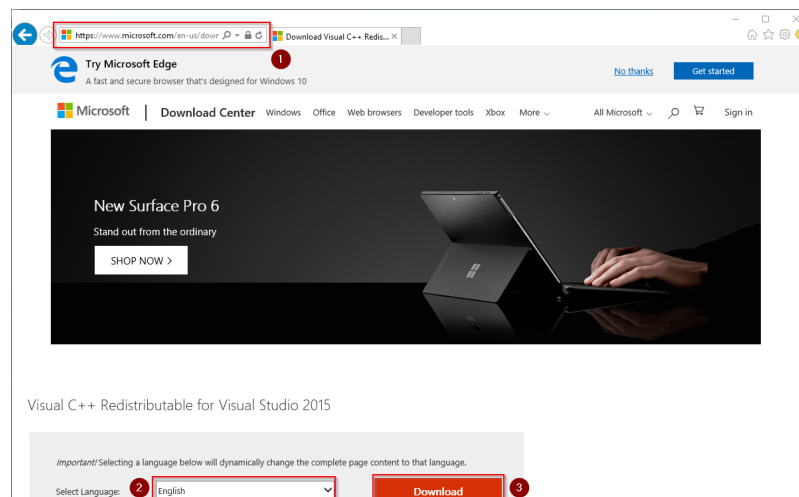 https://www.microsoft.com/en-us/dowr
Download Visual C++ Redis...
1
Try Microsoft Edge
A fast and secure browser that's designed for Windows 10
No thanks
Get started
Microsoft | Download Center Windows Office Web browsers Developer tools Xbox More All Microsoft Sign in
New Surface Pro 6
Stand out from the ordinary
SHOP NOW >
Visual C++ Redistributable for Visual Studio 2015
Important! Selecting a language below will dynamically change the complete page content to that language.
Select Language: 2 English Download 3